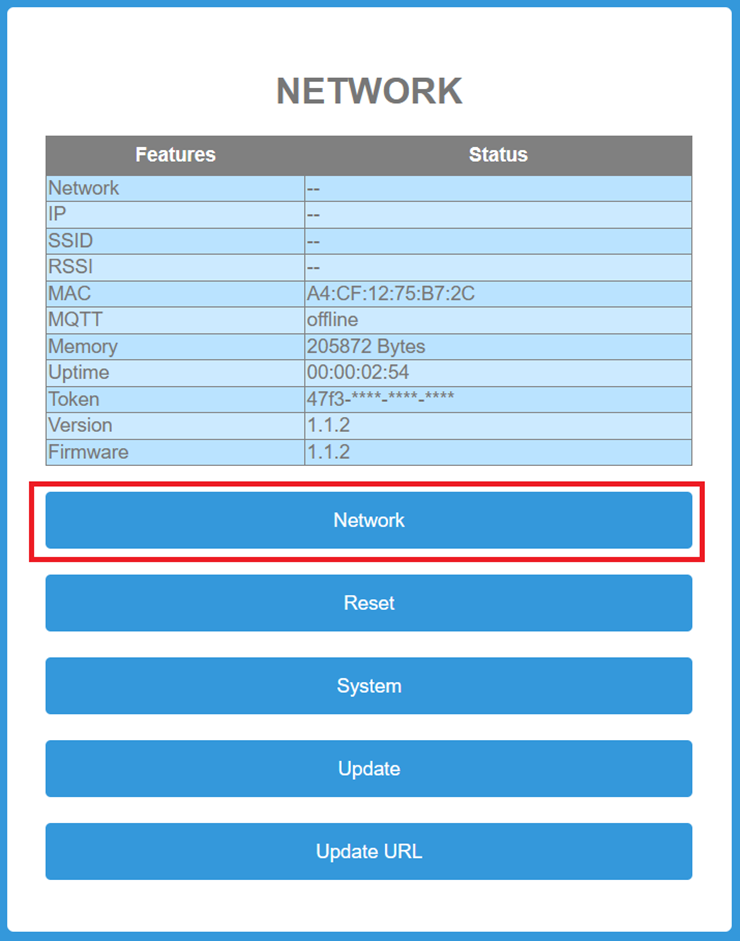 NETWORK
Features Status
Network --
IP --
SSID --
RSSI --
MAC A4:CF:12:75:B7:2C
MQTT offline
Memory 205872 Bytes
Uptime 00:00:02:54
Token 47f3-****-****-****
Version 1.1.2
Firmware 1.1.2
Network
Reset
System
Update
Update URL